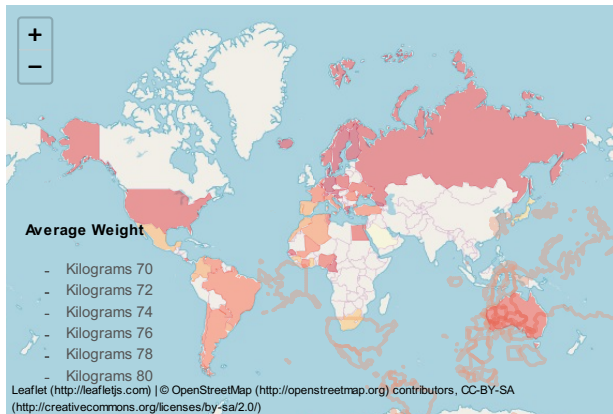 +
−
Average Weight
- Kilograms 70
- Kilograms 72
- Kilograms 74
- Kilograms 76
- Kilograms 78
- Kilograms 80
Leaflet (http://leafletjs.com) | © OpenStreetMap (http://openstreetmap.org) contributors, CC-BY-SA
(http://creativecommons.org/licenses/by-sa/2.0/)